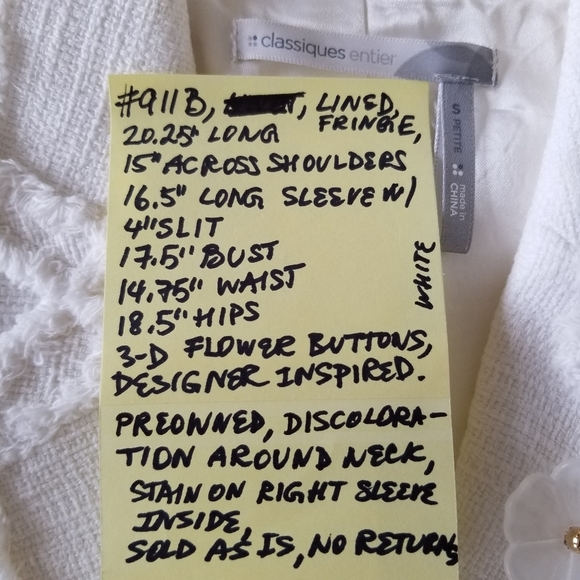 classiques entier
S PETITE
made in
CHINA
#911B, LINED,
20.25" LONG FRINGE,
15" ACROSS SHOULDERS
16.5" LONG SLEEVE W/
4" SLIT
17.5" BUST
14.75" WAIST
18.5" HIPS
WHITE
3-D FLOWER BUTTONS,
DESIGNER INSPIRED.
PREOWNED, DISCOLORA-
TION AROUND NECK,
STAIN ON RIGHT SLEEVE
INSIDE,
SOLD AS IS, NO RETURNS